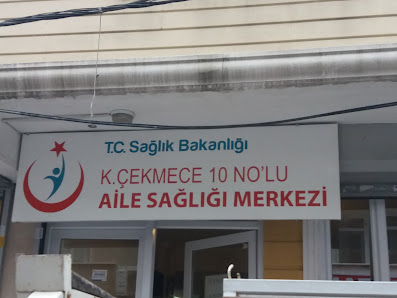 T.C. Sağlık Bakanlığı
K.ÇEKMECE 10 NO'LU
AİLE SAĞLIĞI MERKEZİ